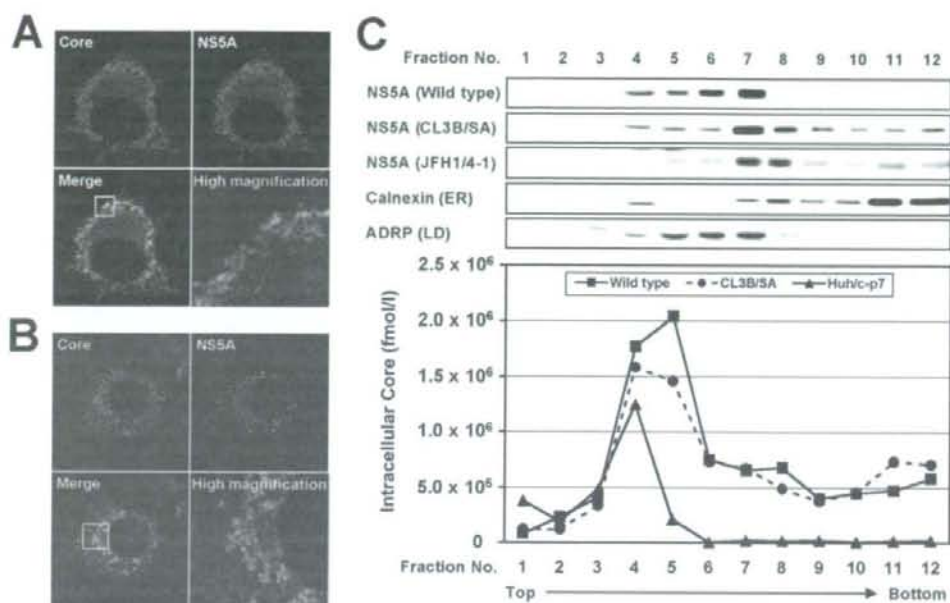 A
Core
NS5A
Merge
High magnification
B
Core
NS5A
Merge
High magnification
C
Fraction No. 1 2 3 4 5 6 7 8 9 10 11 12
NS5A (Wild type)
NS5A (CL3B/SA)
NS5A (JFH1/4-1)
Calnexin (ER)
ADRP (LD)
Intracellular Core (fmol/l)
2.5 x 10⁶
2.0 x 10⁶
1.5 x 10⁶
1.0 x 10⁶
5.0 x 10⁵
0
Wild type CL3B/SA Huh/c-p7
Fraction No. 1 2 3 4 5 6 7 8 9 10 11 12
Top Bottom